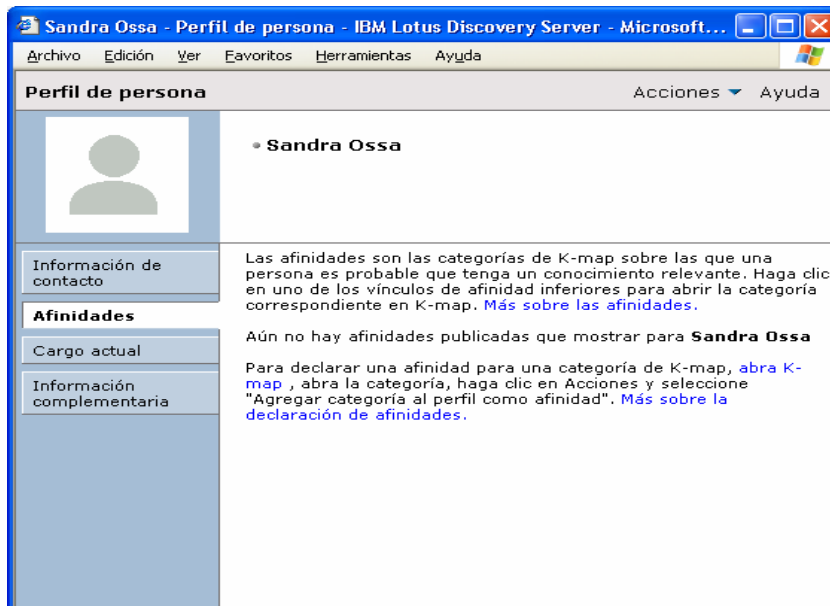 Sandra Ossa - Perfil de persona - IBM Lotus Discovery Server - Microsoft...
Archivo Edición Ver Favoritos Herramientas Ayuda
Perfil de persona Acciones Ayuda
Sandra Ossa
Información de
contacto
Afinidades
Cargo actual
Información
complementaria
Las afinidades son las categorías de K-map sobre las que una
persona es probable que tenga un conocimiento relevante. Haga clic
en uno de los vínculos de afinidad inferiores para abrir la categoría
correspondiente en K-map. Más sobre las afinidades.
Aún no hay afinidades publicadas que mostrar para Sandra Ossa
Para declarar una afinidad para una categoría de K-map, abra K-
map , abra la categoría, haga clic en Acciones y seleccione
"Agregar categoría al perfil como afinidad". Más sobre la
declaración de afinidades.